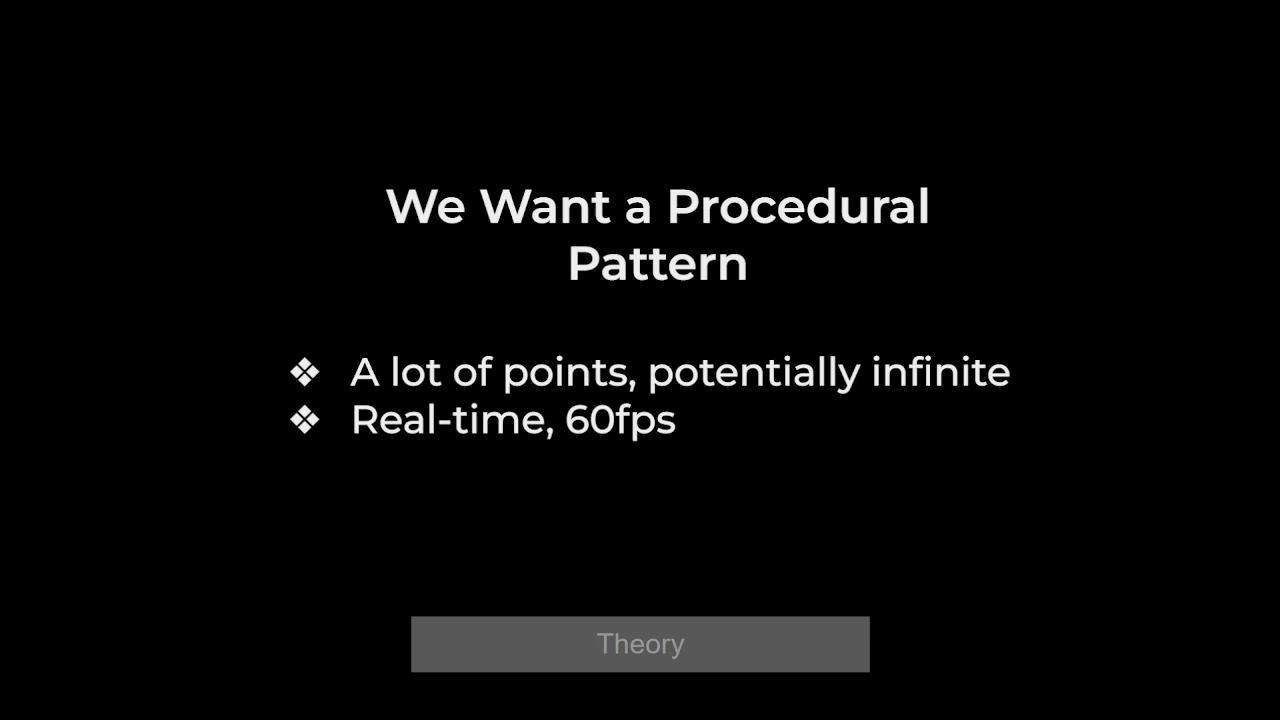 We Want a Procedural
Pattern
❖ A lot of points, potentially infinite
❖ Real-time, 60fps
Theory